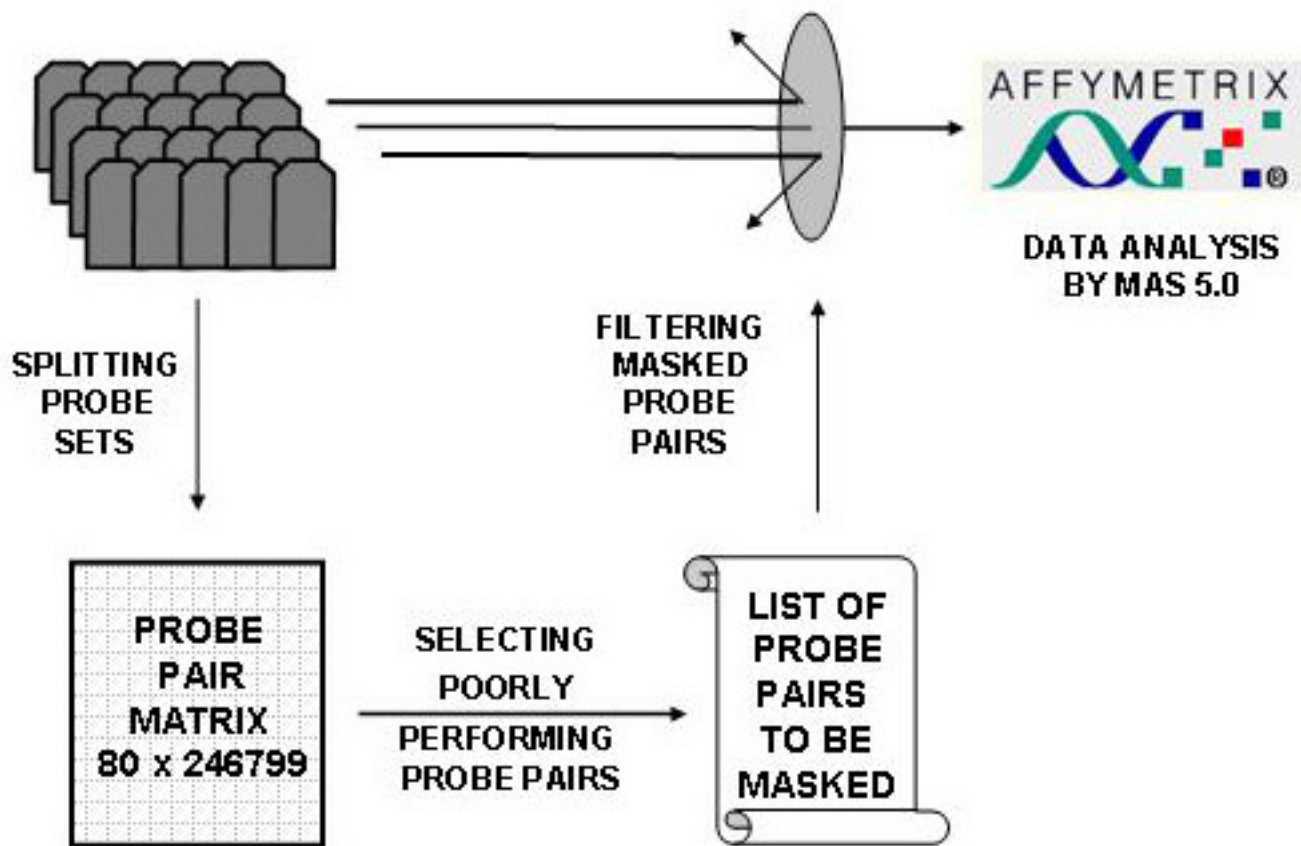 AFFYMETRIX
®
DATA ANALYSIS
BY MAS 5.0
SPLITTING
PROBE
SETS
FILTERING
MASKED
PROBE
PAIRS
PROBE
PAIR
MATRIX
80 x 246799
SELECTING
POORLY
PERFORMING
PROBE PAIRS
LIST OF
PROBE
PAIRS
TO BE
MASKED